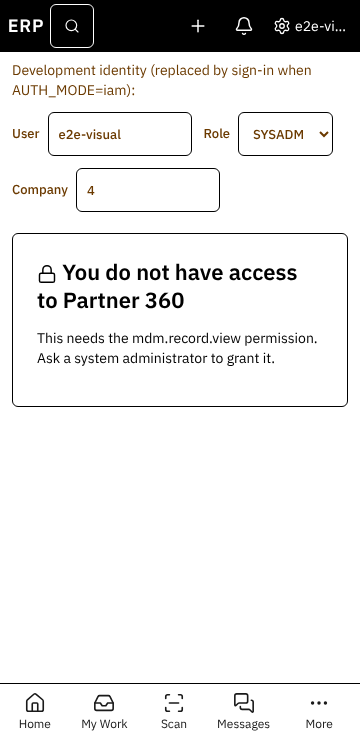 ERP
e2e-vi...
Development identity (replaced by sign-in when
AUTH_MODE=iam):
User e2e-visual Role SYSADM
Company 4
You do not have access
to Partner 360
This needs the mdm.record.view permission.
Ask a system administrator to grant it.
Home My Work Scan Messages More